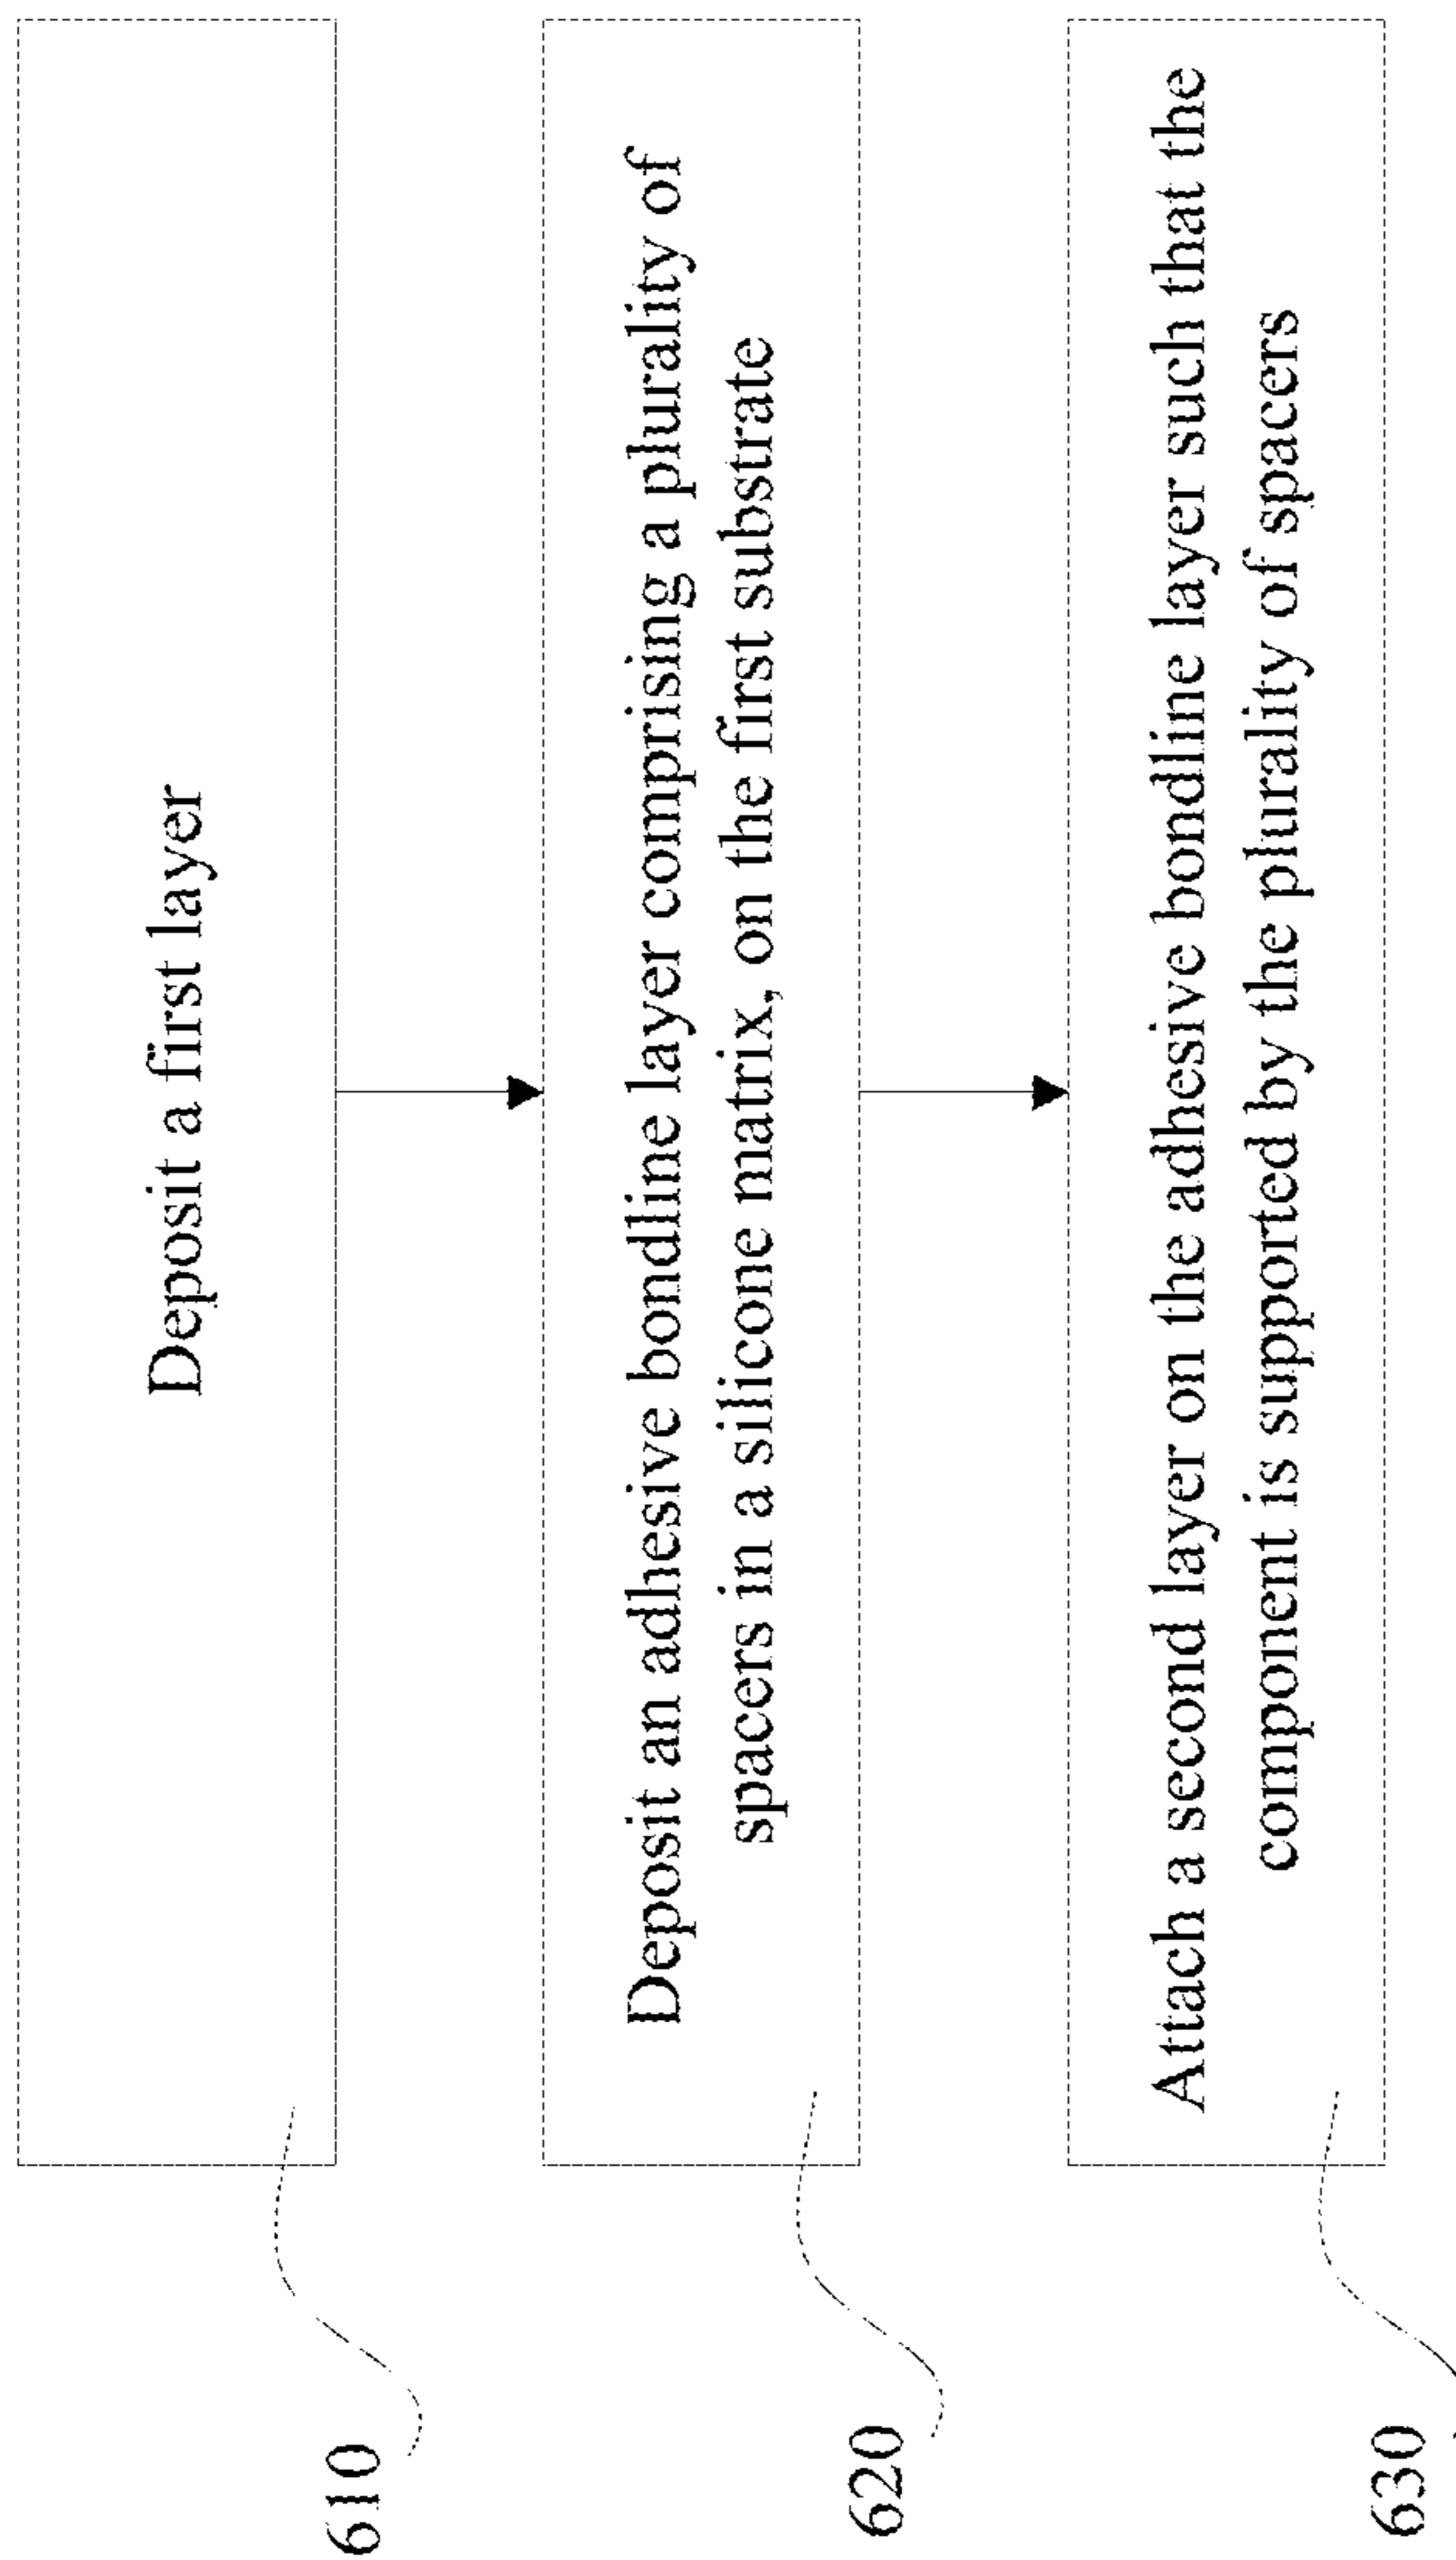 Deposit a first layer
610
Deposit an adhesive bondline layer comprising a plurality of
spacers in a silicone matrix, on the first substrate
620
Attach a second layer on the adhesive bondline layer such that the
component is supported by the plurality of spacers
630